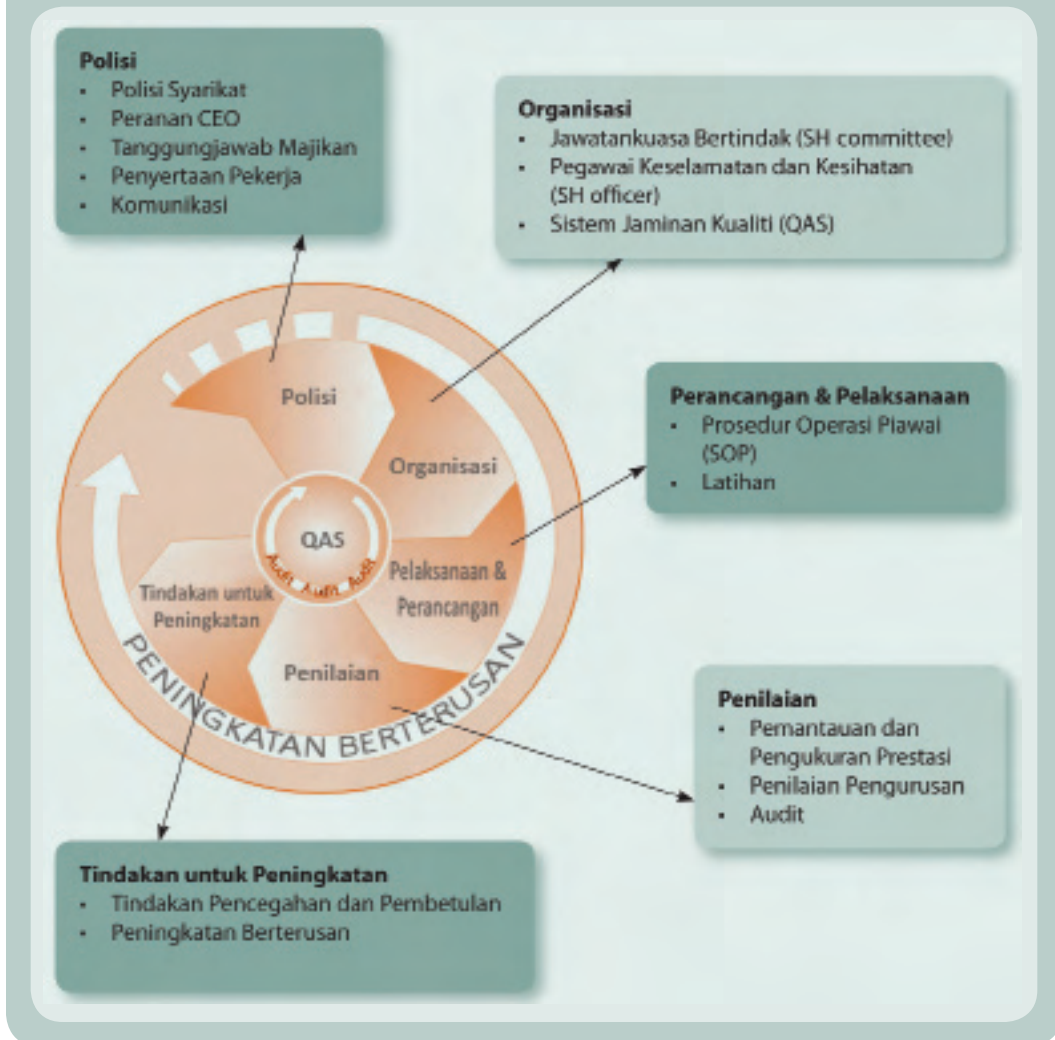 Polisi
• Polisi Syarikat
• Peranan CEO
• Tanggungjawab Majikan
• Penyertaan Pekerja
• Komunikasi
Organisasi
• Jawatankuasa Bertindak (SH committee)
• Pegawai Keselamatan dan Kesihatan
(SH officer)
• Sistem Jaminan Kualiti (QAS)
Perancangan & Pelaksanaan
• Prosedur Operasi Piawai
(SOP)
• Latihan
Polisi
Organisasi
Pelaksanaan &
Perancangan
Penilaian
Tindakan untuk
Peningkatan
QAS
Audit Audit Audit
PENINGKATAN BERTERUSAN
Penilaian
• Pemantauan dan
Pengukuran Prestasi
• Penilaian Pengurusan
• Audit
Tindakan untuk Peningkatan
• Tindakan Pencegahan dan Pembetulan
• Peningkatan Berterusan